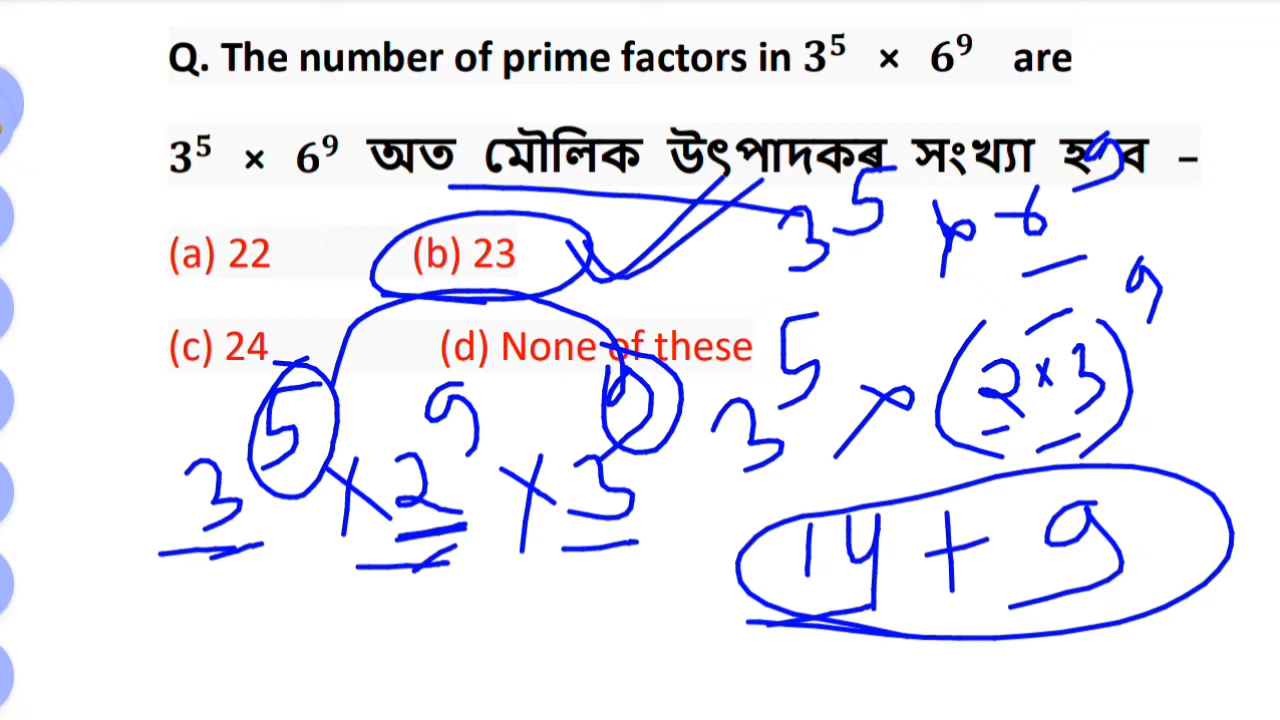 Q. The number of prime factors in 3⁵ × 6⁹ are
3⁵ × 6⁹ অত মৌলিক উৎপাদকৰ সংখ্যা হ'ব –
(a) 22 (b) 23
(c) 24 (d) None of these
3⁵ × 6⁹
3⁵ × (2 × 3)⁹
3⁵ × 2⁹ × 3⁹
14 + 9